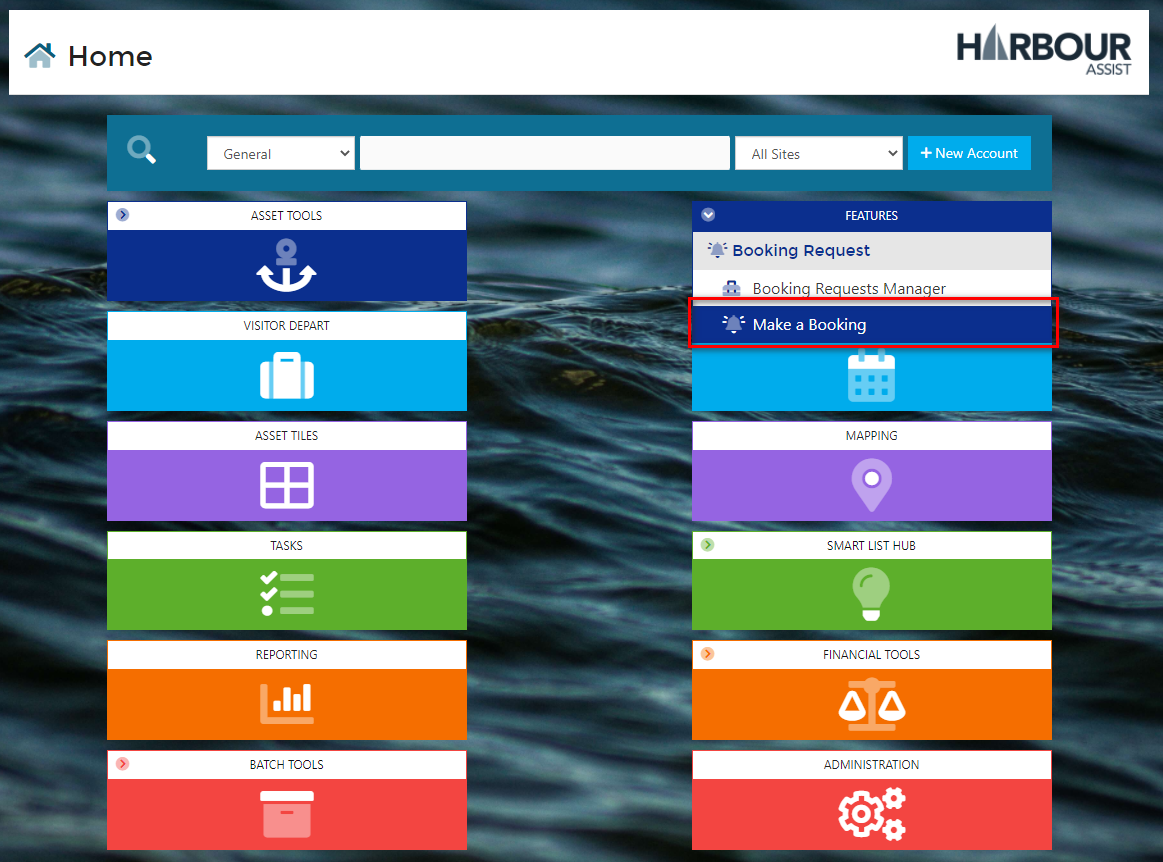 Home
HARBOUR
ASSIST
General
All Sites
+ New Account
ASSET TOOLS
FEATURES
Booking Request
Booking Requests Manager
Make a Booking
VISITOR DEPART
ASSET TILES
MAPPING
TASKS
SMART LIST HUB
REPORTING
FINANCIAL TOOLS
BATCH TOOLS
ADMINISTRATION